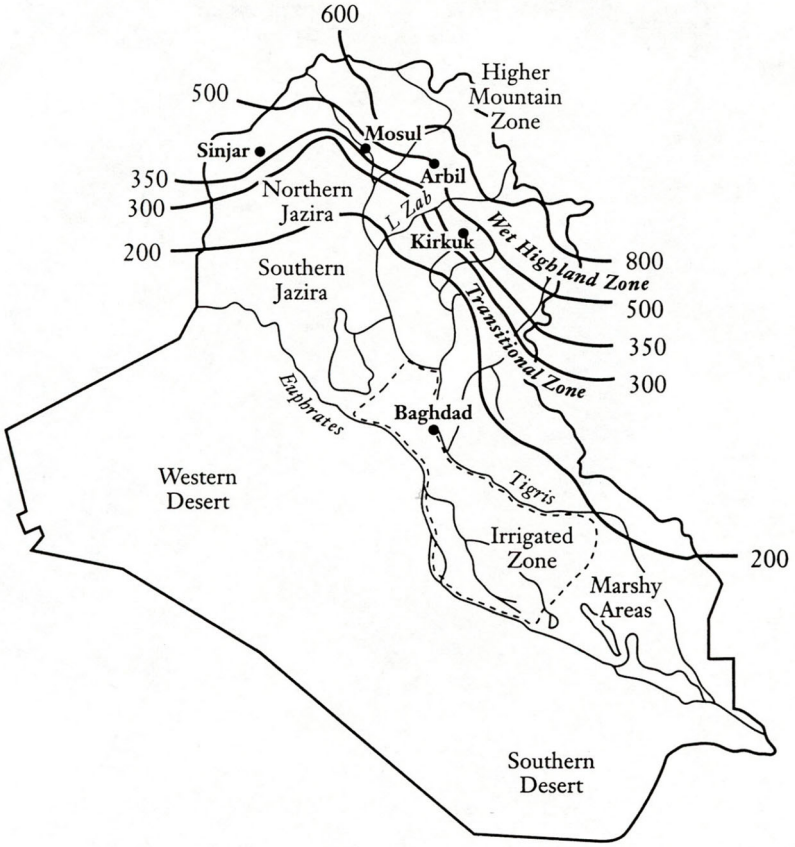 600
500
Higher
Mountain
Zone
Mosul
Sinjar
Arbil
350
300
Northern
Jazira
L Zab
200
Kirkuk
Wet Highland Zone
800
500
Southern
Jazira
Transitional Zone
350
300
Euphrates
Baghdad
Western
Desert
Tigris
Irrigated
Zone
200
Marshy
Areas
Southern
Desert